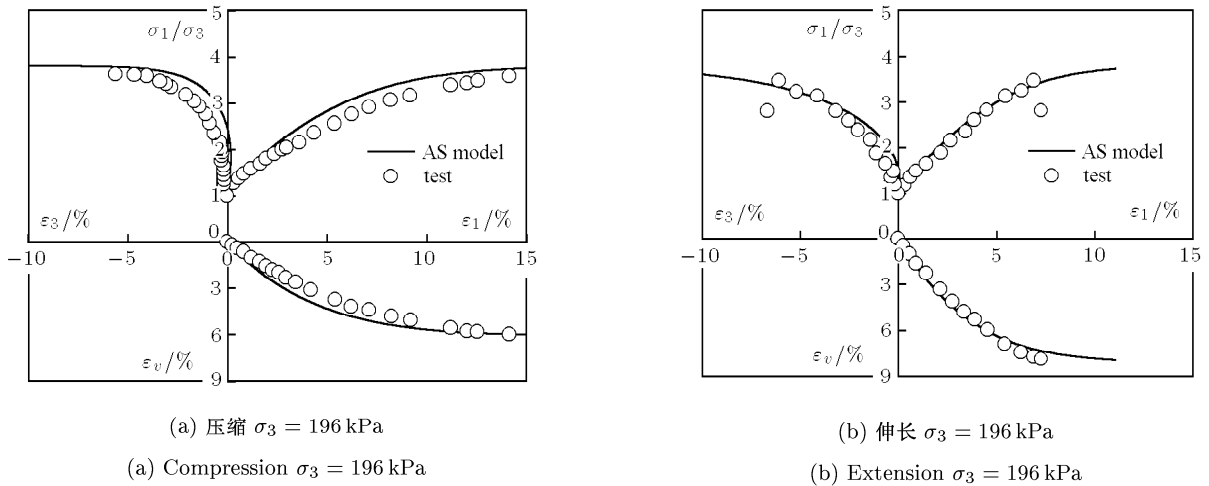 5
σ₁/σ₃
4
3
2
AS model
test
1
ε₃/%
0
ε₁/%
−10
−5
0
5
10
15
3
6
εᵥ/%
9
(a) 压缩 σ₃ = 196 kPa
(a) Compression σ₃ = 196 kPa
5
σ₁/σ₃
4
3
2
AS model
test
1
ε₃/%
0
ε₁/%
−10
−5
0
5
10
15
3
6
εᵥ/%
9
(b) 伸长 σ₃ = 196 kPa
(b) Extension σ₃ = 196 kPa